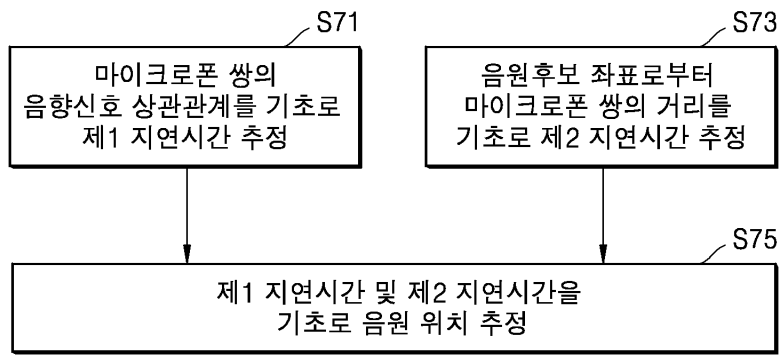 S71
마이크로폰 쌍의
음향신호 상관관계를 기초로
제1 지연시간 추정
S73
음원후보 좌표로부터
마이크로폰 쌍의 거리를
기초로 제2 지연시간 추정
S75
제1 지연시간 및 제2 지연시간을
기초로 음원 위치 추정